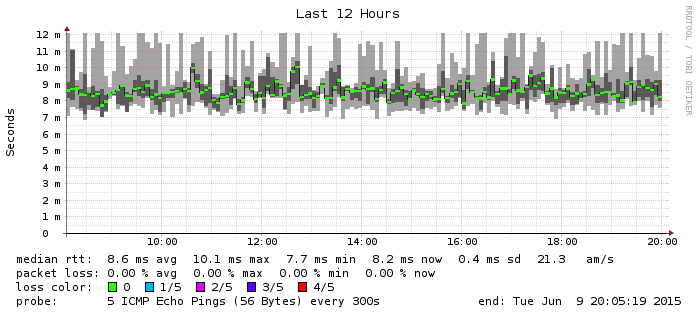 Last 12 Hours
RRDTOOL / TOBI OETIKER
Seconds
12 m
11 m
10 m
9 m
8 m
7 m
6 m
5 m
4 m
3 m
2 m
1 m
0
10:00 12:00 14:00 16:00 18:00 20:00
median rtt: 8.6 ms avg 10.1 ms max 7.7 ms min 8.2 ms now 0.4 ms sd 21.3 am/s
packet loss: 0.00 % avg 0.00 % max 0.00 % min 0.00 % now
loss color: 0 1/5 2/5 3/5 4/5
probe: 5 ICMP Echo Pings (56 Bytes) every 300s end: Tue Jun 9 20:05:19 2015